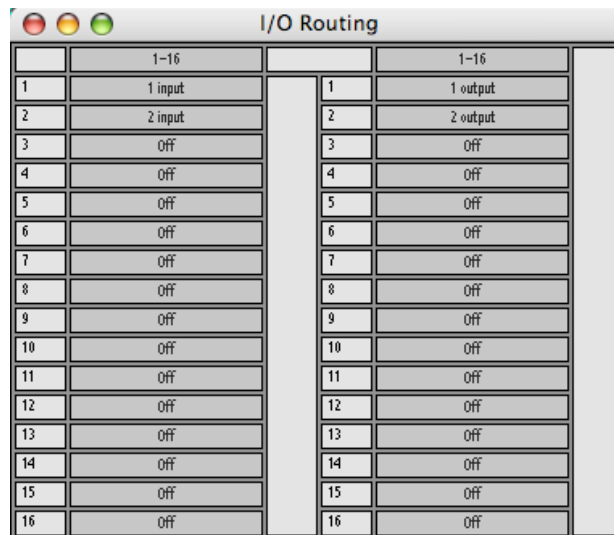 I/O Routing
1-16 1-16
1 1 input 1 1 output
2 2 input 2 2 output
3 Off 3 Off
4 Off 4 Off
5 Off 5 Off
6 Off 6 Off
7 Off 7 Off
8 Off 8 Off
9 Off 9 Off
10 Off 10 Off
11 Off 11 Off
12 Off 12 Off
13 Off 13 Off
14 Off 14 Off
15 Off 15 Off
16 Off 16 Off